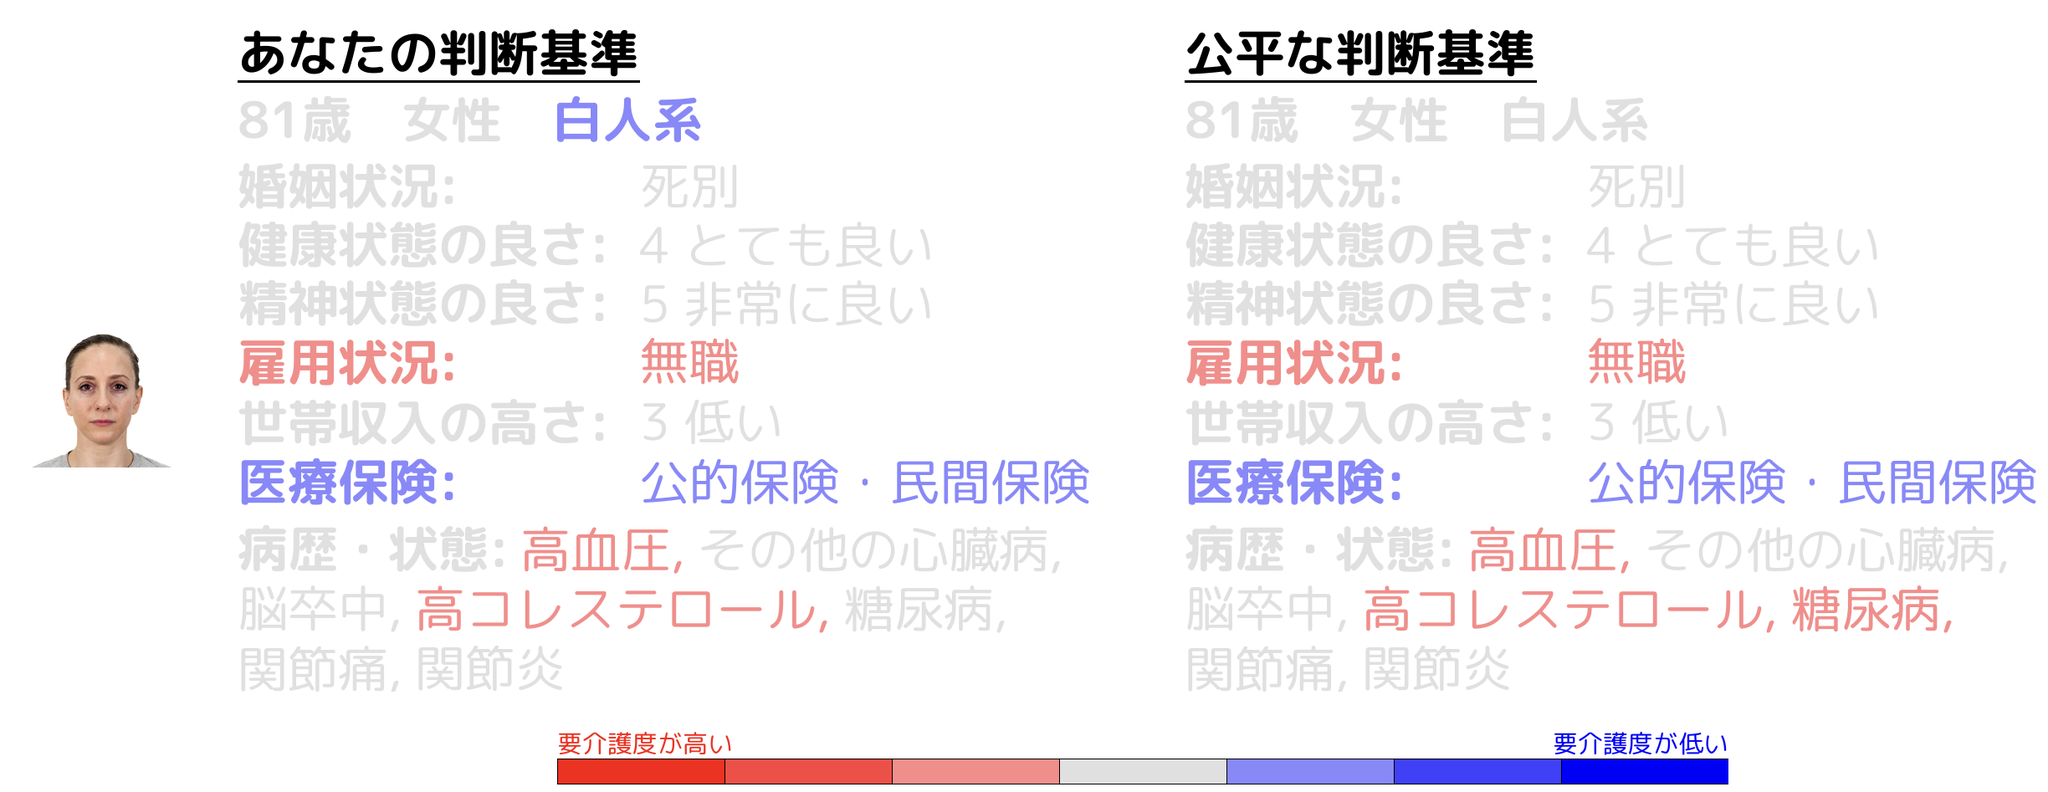 あなたの判断基準
81歳 女性 白人系
婚姻状況: 死別
健康状態の良さ: 4 とても良い
精神状態の良さ: 5 非常に良い
雇用状況: 無職
世帯収入の高さ: 3 低い
医療保険: 公的保険・民間保険
病歴・状態: 高血圧, その他の心臓病,
脳卒中, 高コレステロール, 糖尿病,
関節痛, 関節炎
公平な判断基準
81歳 女性 白人系
婚姻状況: 死別
健康状態の良さ: 4 とても良い
精神状態の良さ: 5 非常に良い
雇用状況: 無職
世帯収入の高さ: 3 低い
医療保険: 公的保険・民間保険
病歴・状態: 高血圧, その他の心臓病,
脳卒中, 高コレステロール, 糖尿病,
関節痛, 関節炎
要介護度が高い
要介護度が低い